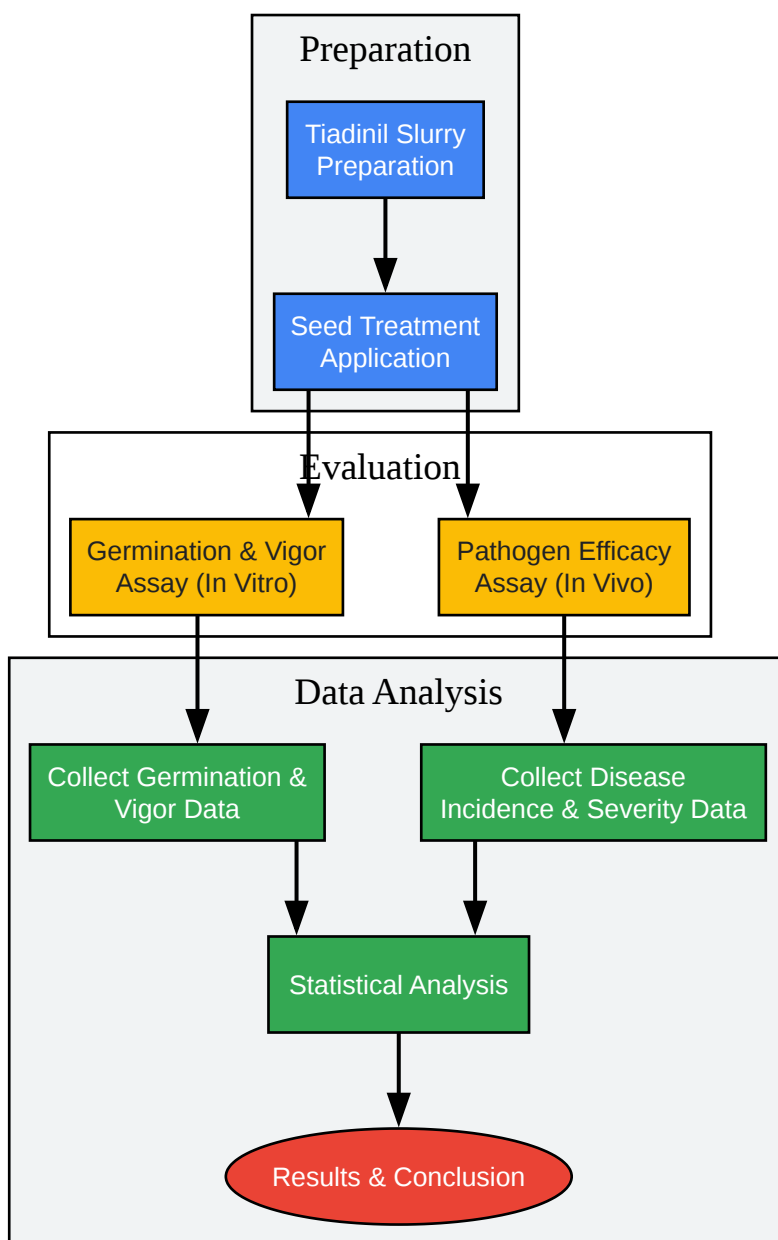 Preparation
Tiadinil Slurry
Preparation
Seed Treatment
Application
Evaluation
Germination & Vigor
Assay (In Vitro)
Pathogen Efficacy
Assay (In Vivo)
Data Analysis
Collect Germination &
Vigor Data
Collect Disease
Incidence & Severity Data
Statistical Analysis
Results & Conclusion